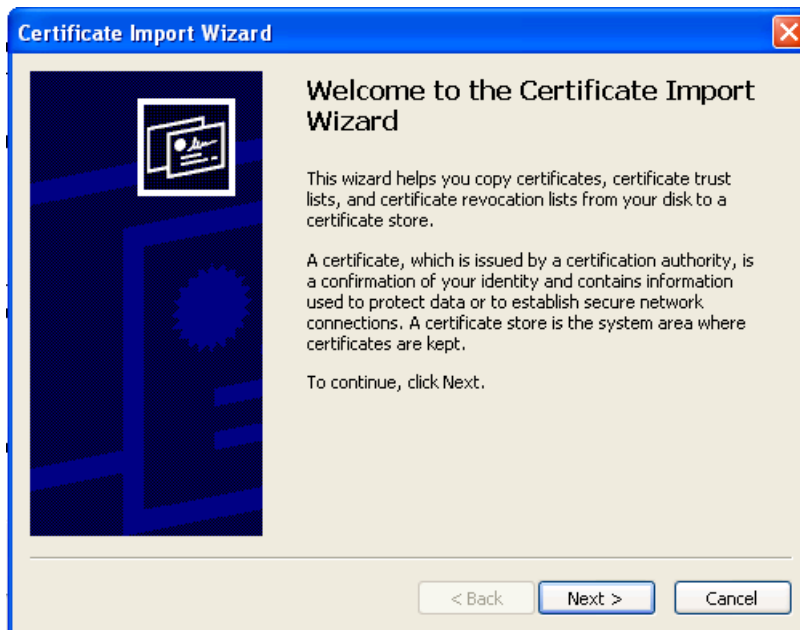 Certificate Import Wizard
Welcome to the Certificate Import
Wizard
This wizard helps you copy certificates, certificate trust
lists, and certificate revocation lists from your disk to a
certificate store.
A certificate, which is issued by a certification authority, is
a confirmation of your identity and contains information
used to protect data or to establish secure network
connections. A certificate store is the system area where
certificates are kept.
To continue, click Next.
< Back
Next >
Cancel